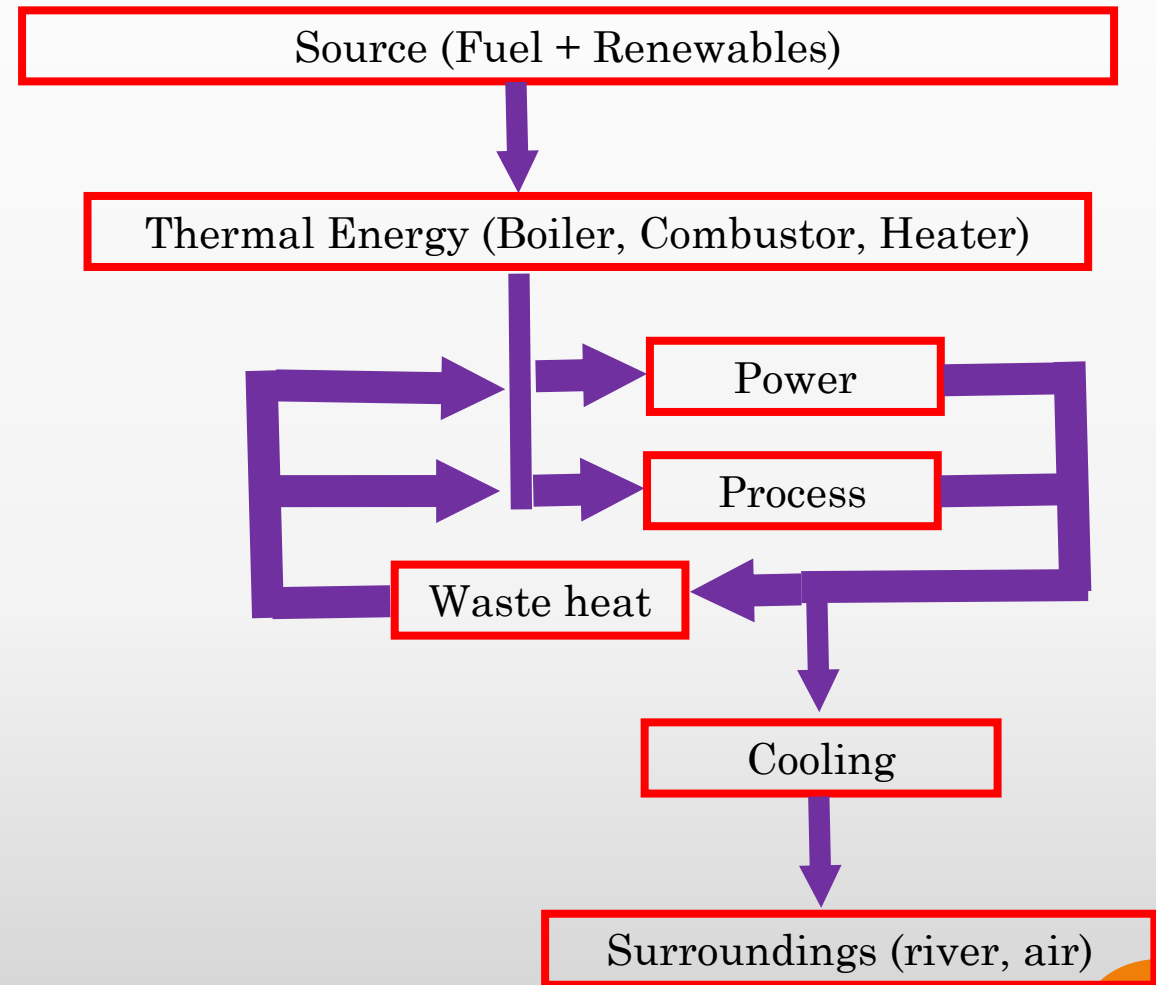 Source (Fuel + Renewables)
Thermal Energy (Boiler, Combustor, Heater)
Power
Process
Waste heat
Cooling
Surroundings (river, air)